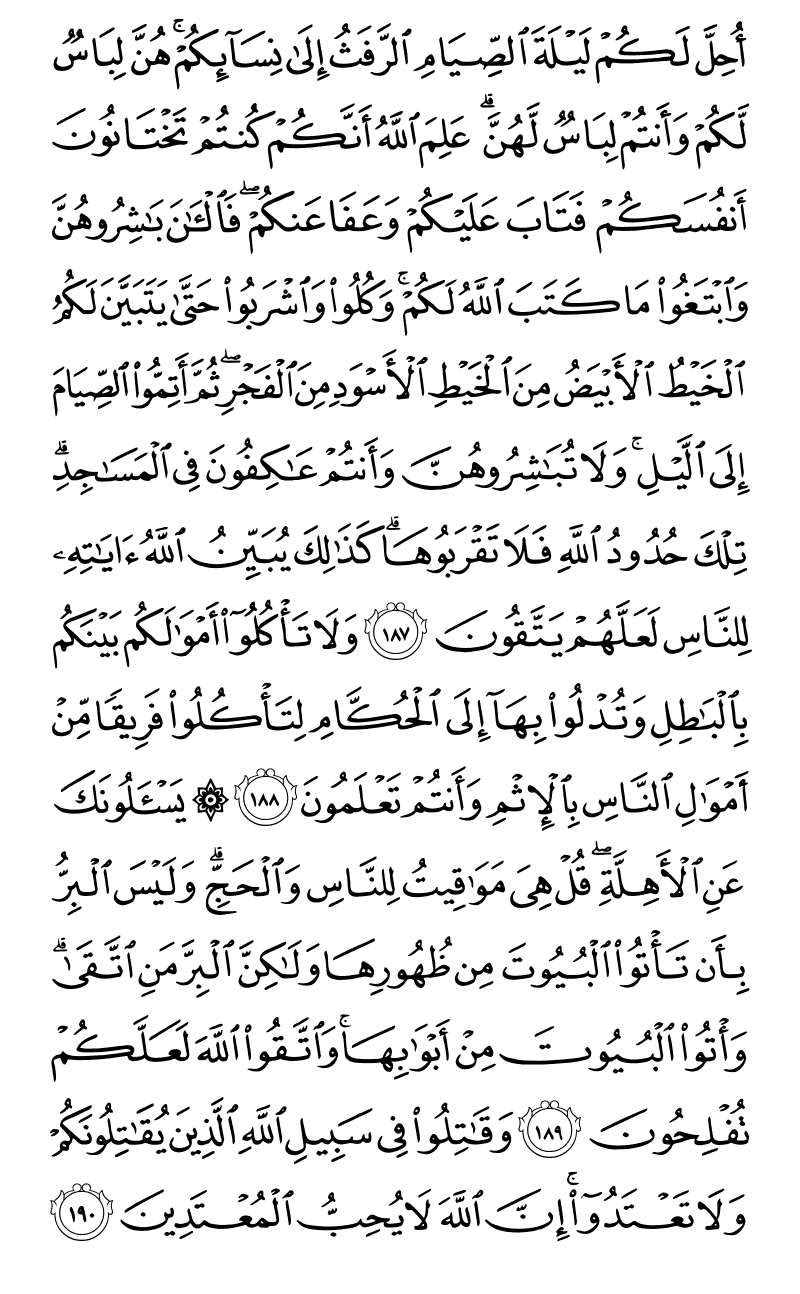 أُحِلَّ لَكُمْ لَيْلَةَ ٱلصِّيَامِ ٱلرَّفَثُ إِلَىٰ نِسَآئِكُمْۚ هُنَّ لِبَاسٌ
لَّكُمْ وَأَنتُمْ لِبَاسٌ لَّهُنَّۗ عَلِمَ ٱللَّهُ أَنَّكُمْ كُنتُمْ تَخْتَانُونَ
أَنفُسَكُمْ فَتَابَ عَلَيْكُمْ وَعَفَا عَنكُمْۖ فَٱلْـَٰٔنَ بَـٰشِرُوهُنَّ
وَٱبْتَغُوا۟ مَا كَتَبَ ٱللَّهُ لَكُمْۚ وَكُلُوا۟ وَٱشْرَبُوا۟ حَتَّىٰ يَتَبَيَّنَ لَكُمُ
ٱلْخَيْطُ ٱلْأَبْيَضُ مِنَ ٱلْخَيْطِ ٱلْأَسْوَدِ مِنَ ٱلْفَجْرِۖ ثُمَّ أَتِمُّوا۟ ٱلصِّيَامَ
إِلَى ٱلَّيْلِۚ وَلَا تُبَـٰشِرُوهُنَّ وَأَنتُمْ عَـٰكِفُونَ فِى ٱلْمَسَـٰجِدِۗ
تِلْكَ حُدُودُ ٱللَّهِ فَلَا تَقْرَبُوهَاۗ كَذَٰلِكَ يُبَيِّنُ ٱللَّهُ ءَايَـٰتِهِۦ
لِلنَّاسِ لَعَلَّهُمْ يَتَّقُونَ ١٨٧ وَلَا تَأْكُلُوٓا۟ أَمْوَٰلَكُم بَيْنَكُم
بِٱلْبَـٰطِلِ وَتُدْلُوا۟ بِهَآ إِلَى ٱلْحُكَّامِ لِتَأْكُلُوا۟ فَرِيقًا مِّنْ
أَمْوَٰلِ ٱلنَّاسِ بِٱلْإِثْمِ وَأَنتُمْ تَعْلَمُونَ ١٨٨ ۞ يَسْـَٔلُونَكَ
عَنِ ٱلْأَهِلَّةِۖ قُلْ هِىَ مَوَٰقِيتُ لِلنَّاسِ وَٱلْحَجِّۗ وَلَيْسَ ٱلْبِرُّ
بِأَن تَأْتُوا۟ ٱلْبُيُوتَ مِن ظُهُورِهَا وَلَـٰكِنَّ ٱلْبِرَّ مَنِ ٱتَّقَىٰۗ
وَأْتُوا۟ ٱلْبُيُوتَ مِنْ أَبْوَٰبِهَاۚ وَٱتَّقُوا۟ ٱللَّهَ لَعَلَّكُمْ
تُفْلِحُونَ ١٨٩ وَقَـٰتِلُوا۟ فِى سَبِيلِ ٱللَّهِ ٱلَّذِينَ يُقَـٰتِلُونَكُمْ
وَلَا تَعْتَدُوٓا۟ۚ إِنَّ ٱللَّهَ لَا يُحِبُّ ٱلْمُعْتَدِينَ ١٩٠